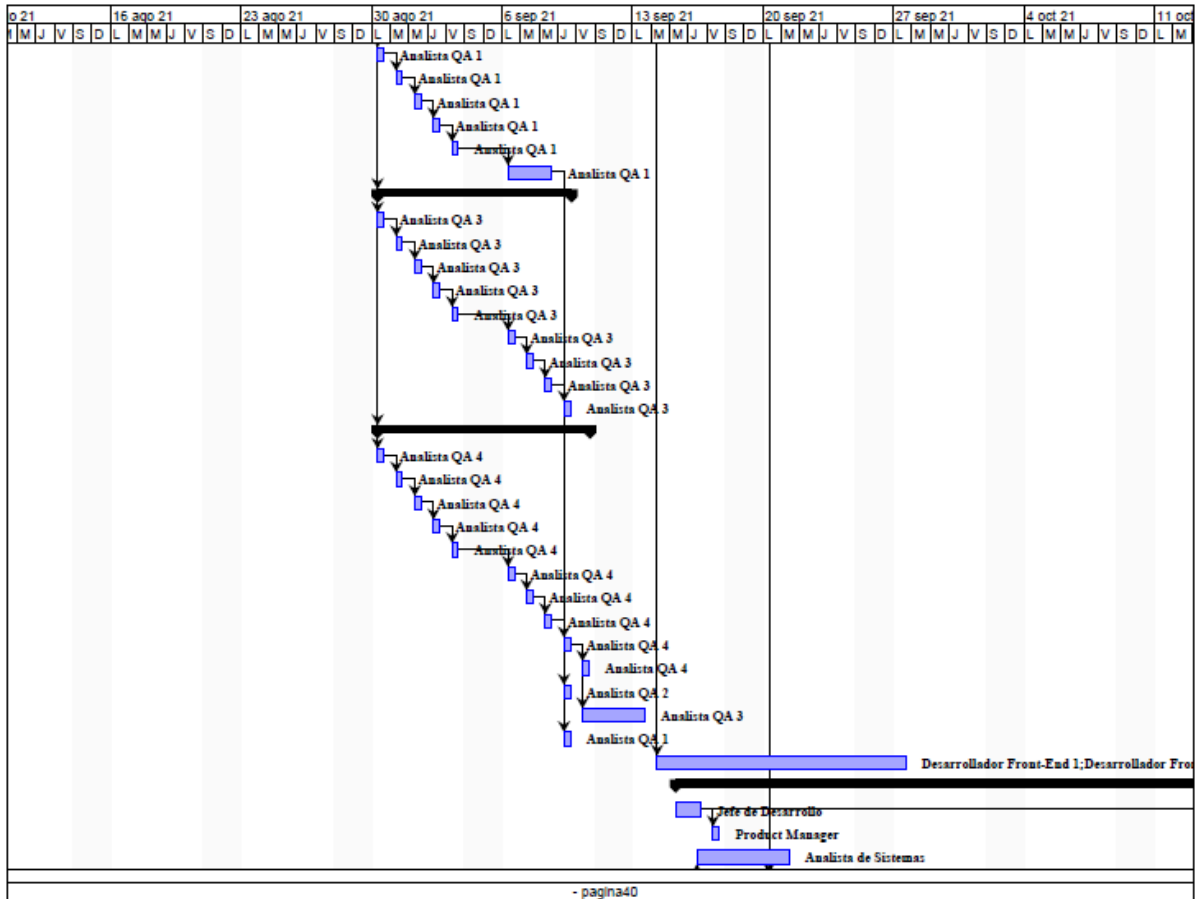 o 21 16 ago 21 23 ago 21 30 ago 21 6 sep 21 13 sep 21 20 sep 21 27 sep 21 4 oct 21 11 oct
M J V S D L M M J V S D L M M J V S D L M M J V S D L M M J V S D L M M J V S D L M M J V S D L M M J V S D L M M J V S D L M
Analista QA 1
Analista QA 1
Analista QA 1
Analista QA 1
Analista QA 1
Analista QA 1
Analista QA 3
Analista QA 3
Analista QA 3
Analista QA 3
Analista QA 3
Analista QA 3
Analista QA 3
Analista QA 3
Analista QA 3
Analista QA 4
Analista QA 4
Analista QA 4
Analista QA 4
Analista QA 4
Analista QA 4
Analista QA 4
Analista QA 4
Analista QA 4
Analista QA 4
Analista QA 2
Analista QA 3
Analista QA 1
Desarrollador Front-End 1;Desarrollador Fro
Jefe de Desarrollo
Product Manager
Analista de Sistemas
- pagina40